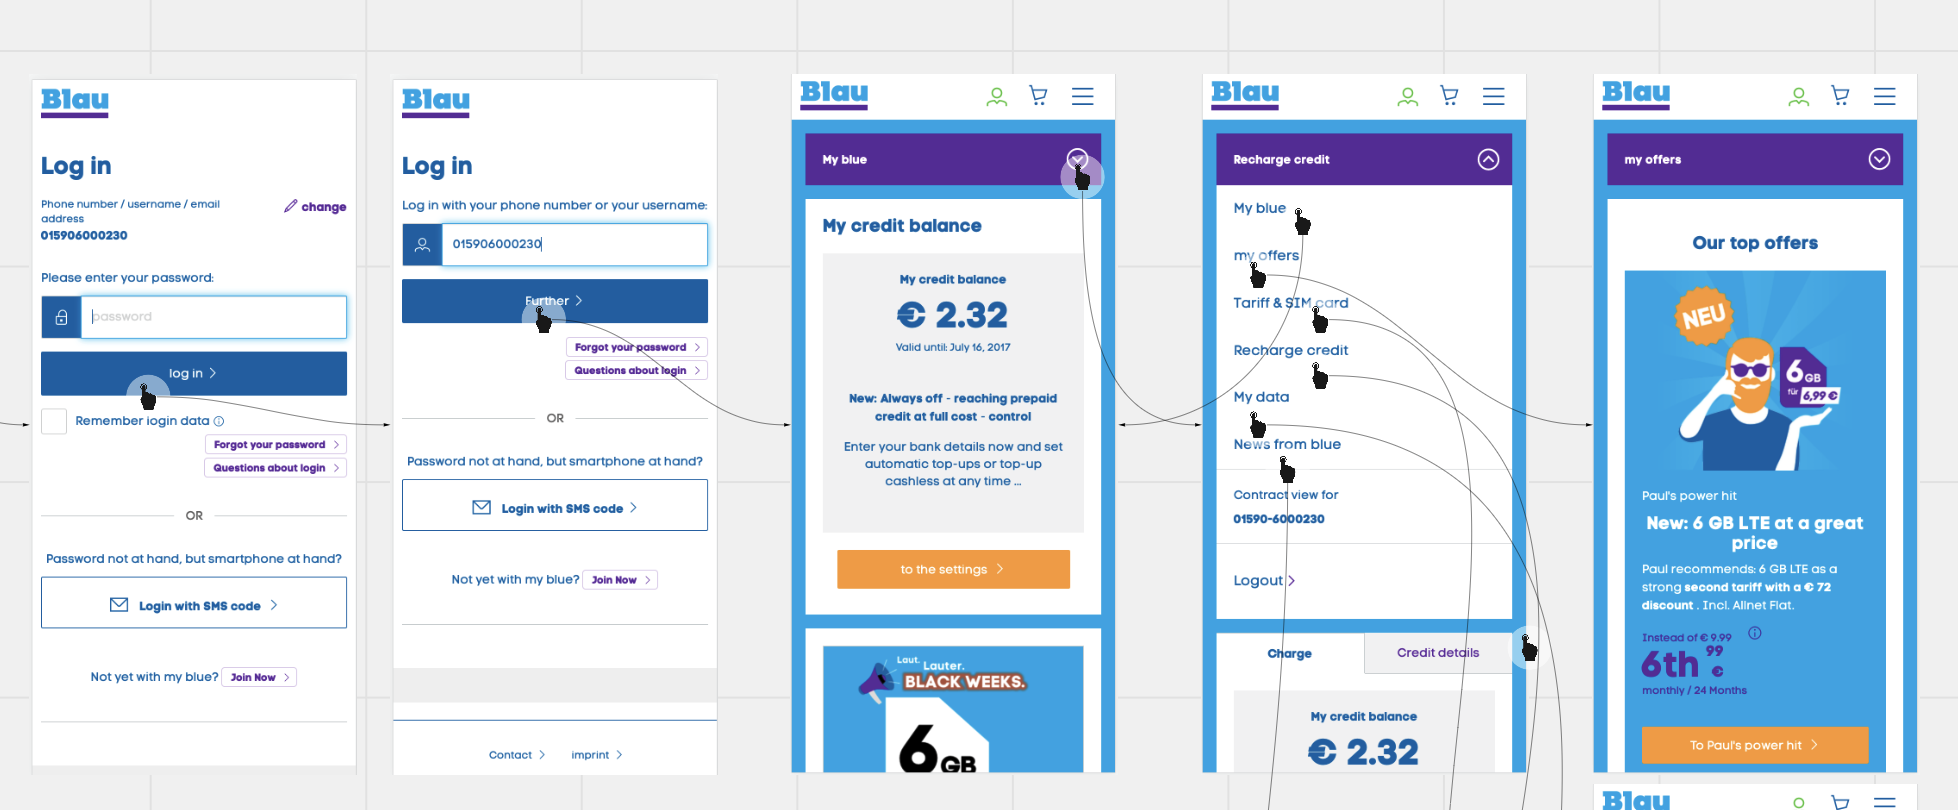 Blau
Log in
Phone number / username / email
address
015906000230
change
Please enter your password:
password
log in
Remember login data
Forgot your password
Questions about login
OR
Password not at hand, but smartphone at hand?
Login with SMS code
Not yet with my blue? Join Now
Blau
Log in
Log in with your phone number or your username:
015906000230
Further
Forgot your password
Questions about login
OR
Password not at hand, but smartphone at hand?
Login with SMS code
Not yet with my blue? Join Now
Contact
imprint
Blau
My blue
My credit balance
My credit balance
€ 2.32
Valid until: July 16, 2017
New: Always off - reaching prepaid
credit at full cost - control
Enter your bank details now and set
automatic top-ups or top-up
cashless at any time ...
to the settings
Laut.
Lauter.
BLACK WEEKS.
6 GB
Blau
Recharge credit
My blue
my offers
Tariff & SIM card
Recharge credit
My data
News from blue
Contract view for
01590-6000230
Logout
Charge
Credit details
My credit balance
€ 2.32
Blau
my offers
Our top offers
NEU
6 GB
für 6,99 €
Paul's power hit
New: 6 GB LTE at a great
price
Paul recommends: 6 GB LTE as a
strong second tariff with a € 72
discount . Incl. Allnet Flat.
Instead of € 9.99
6th 99 €
monthly / 24 Months
To Paul's power hit
Blau